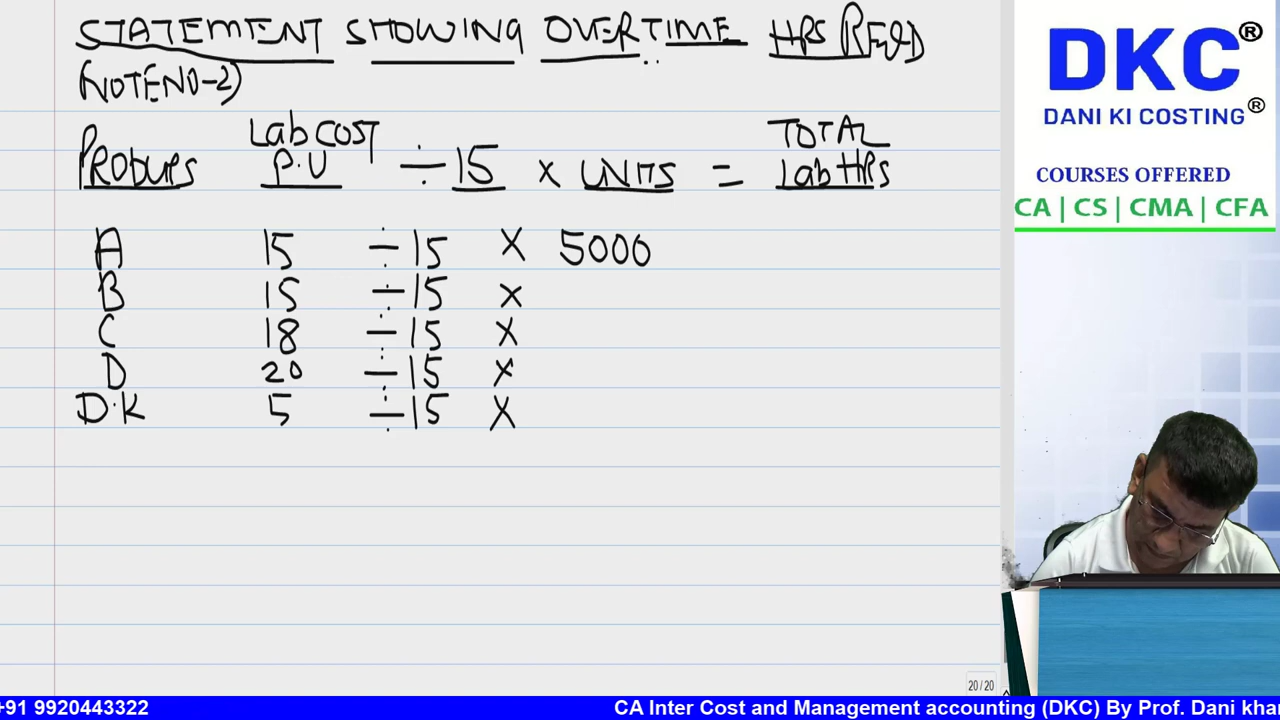 STATEMENT SHOWING OVERTIME HRS REQD
(NOTE NO-2)
PRODUCTS Lab COST P.U ÷ 15 × UNITS = TOTAL Lab HRS
A 15 ÷ 15 × 5000
B 15 ÷ 15 ×
C 18 ÷ 15 ×
D 20 ÷ 15 ×
D.K 5 ÷ 15 ×
20 / 20
DKC®
DANI KI COSTING®
COURSES OFFERED
CA | CS | CMA | CFA
+91 9920443322 CA Inter Cost and Management accounting (DKC) By Prof. Dani khan